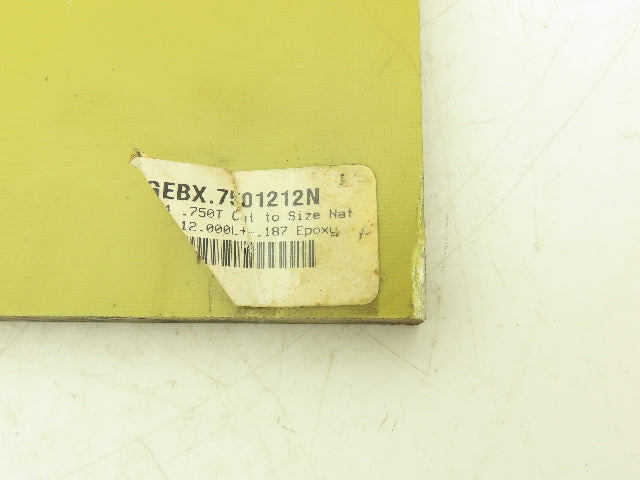 GEBX.7501212N
.750T Cut to Size Nat
12.000L+-.187 Epoxy